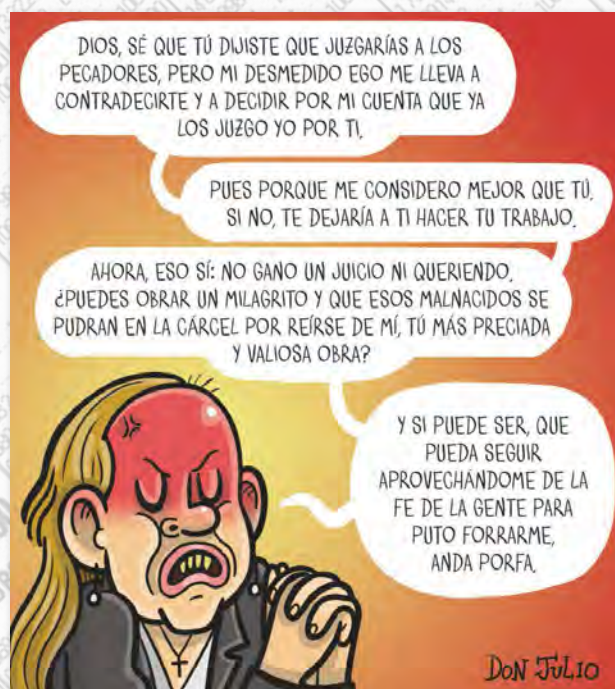 DIOS, SÉ QUE TÚ DIJISTE QUE JUZGARÍAS A LOS
PECADORES, PERO MI DESMEDIDO EGO ME LLEVA A
CONTRADECIRTE Y A DECIDIR POR MI CUENTA QUE YA
LOS JUZGO YO POR TI.
PUES PORQUE ME CONSIDERO MEJOR QUE TÚ.
SI NO, TE DEJARÍA A TI HACER TU TRABAJO.
AHORA, ESO SÍ: NO GANO UN JUICIO NI QUERIENDO.
¿PUEDES OBRAR UN MILAGRITO Y QUE ESOS MALNACIDOS SE
PUDRAN EN LA CÁRCEL POR REÍRSE DE MÍ, TÚ MÁS PRECIADA
Y VALIOSA OBRA?
Y SI PUEDE SER, QUE
PUEDA SEGUIR
APROVECHÁNDOME DE LA
FE DE LA GENTE PARA
PUTO FORRARME,
ANDA PORFA.
DON JULIO